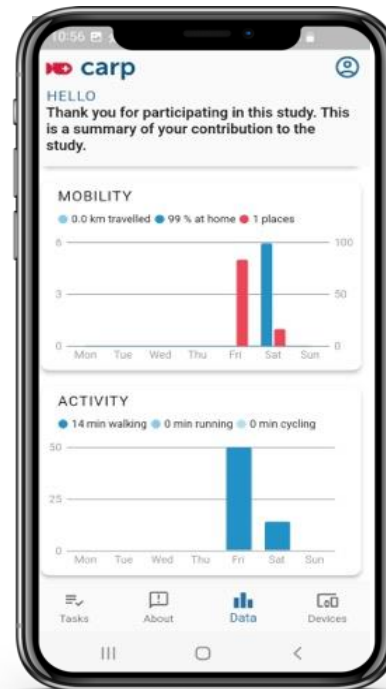 10:56
carp
HELLO
Thank you for participating in this study. This
is a summary of your contribution to the
study.
MOBILITY
0.0 km travelled 99 % at home 1 places
6 100
3 50
0 0
Mon Tue Wed Thu Fri Sat Sun
ACTIVITY
14 min walking 0 min running 0 min cycling
50
25
0
Mon Tue Wed Thu Fri Sat Sun
Tasks About Data Devices